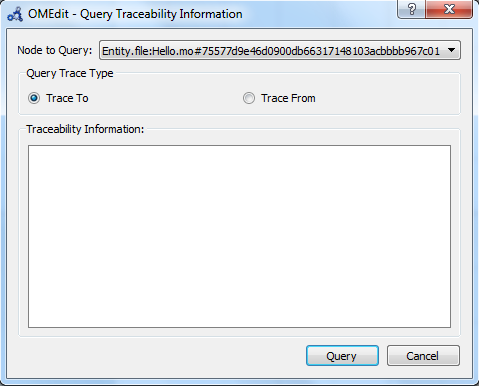 OMEdit - Query Traceability Information
Node to Query: Entity.file:Hello.mo#75577d9e46d0900db66317148103acbbbb967c01
Query Trace Type
Trace To Trace From
Traceability Information:
Query Cancel